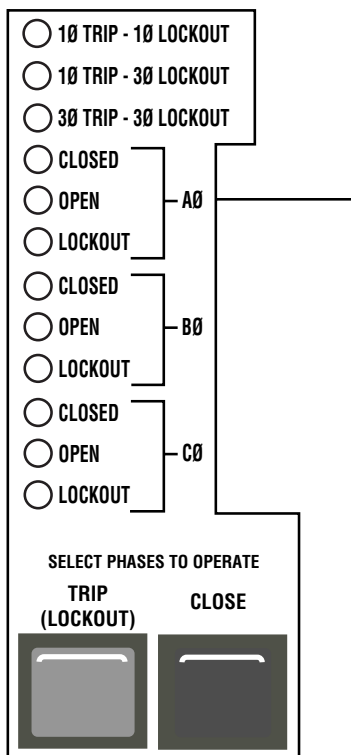 1Ø TRIP - 1Ø LOCKOUT
1Ø TRIP - 3Ø LOCKOUT
3Ø TRIP - 3Ø LOCKOUT
CLOSED
OPEN
LOCKOUT
AØ
CLOSED
OPEN
LOCKOUT
BØ
CLOSED
OPEN
LOCKOUT
CØ
SELECT PHASES TO OPERATE
TRIP
(LOCKOUT)
CLOSE